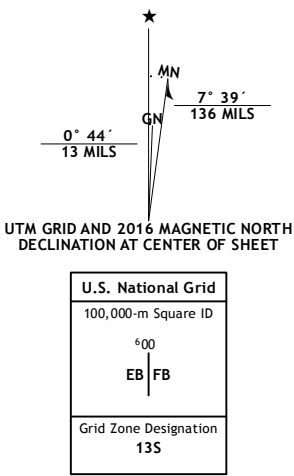 ★
MN
7° 39´
136 MILS
GN
0° 44´
13 MILS
UTM GRID AND 2016 MAGNETIC NORTH
DECLINATION AT CENTER OF SHEET
U.S. National Grid
100,000-m Square ID
⁶00
EB FB
Grid Zone Designation
13S